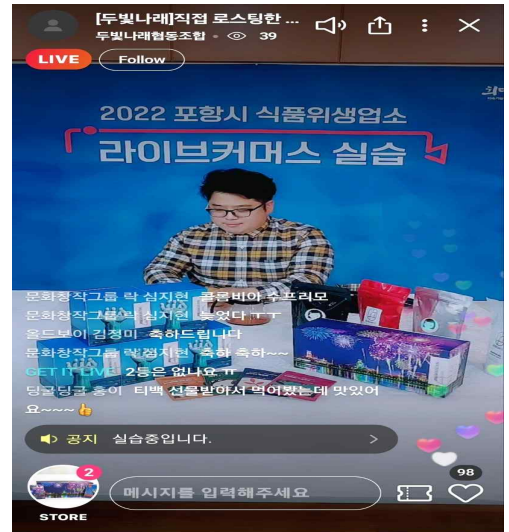 [두빛나래]직접 로스팅한 ...
두빛나래협동조합 • 39
LIVE
Follow
2022 포항시 식품위생업소
라이브커머스 실습
문화창작그룹 락 심지현 콜롬비아 수프리모
문화창작그룹 락 심지현 늦었다 ㅜㅜ
올드보이 김정미 축하드립니다
문화창작그룹 락 심지현 축하 축하~~
GET IT LIVE 2등은 없나요 ㅠ
딩굴딩굴 홍이 티백 선물받아서 먹어봤는데 맛있어
요~~~👍
공지 실습중입니다.
2
메시지를 입력해주세요
98
STORE